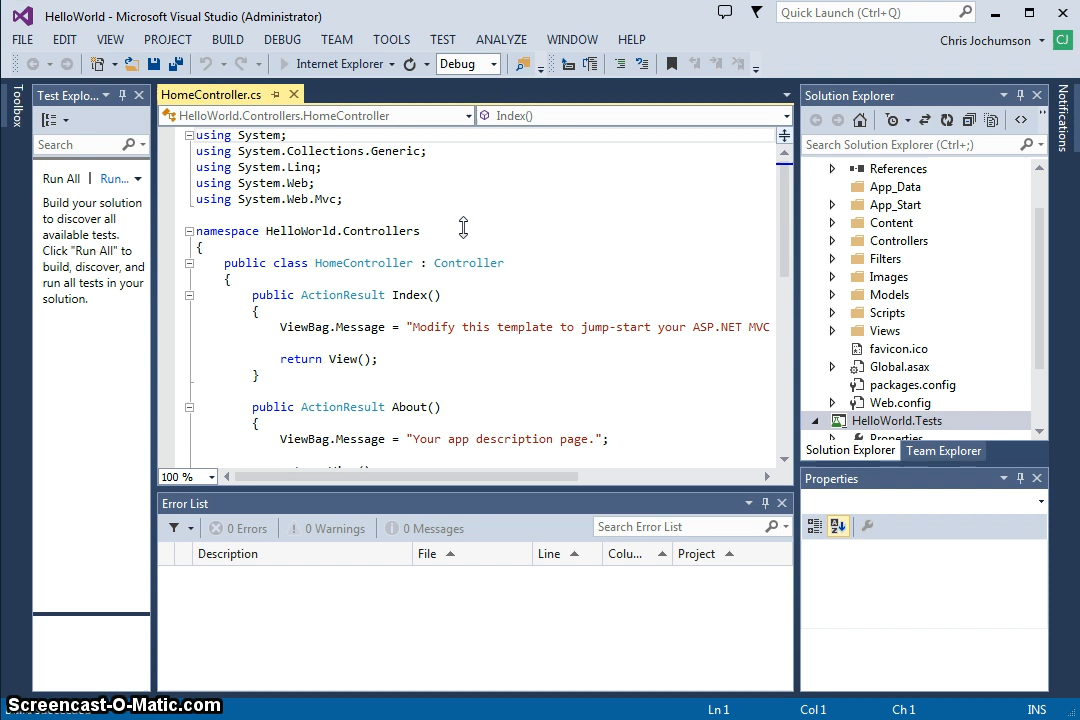 HelloWorld - Microsoft Visual Studio (Administrator)
Quick Launch (Ctrl+Q)
FILE EDIT VIEW PROJECT BUILD DEBUG TEAM TOOLS TEST ANALYZE WINDOW HELP
Chris Jochumson
CJ
Internet Explorer
Debug
Toolbox
Test Explo...
Search
Run All | Run...
Build your solution
to discover all
available tests.
Click "Run All" to
build, discover, and
run all tests in your
solution.
HomeController.cs
HelloWorld.Controllers.HomeController
Index()
using System;
using System.Collections.Generic;
using System.Linq;
using System.Web;
using System.Web.Mvc;
namespace HelloWorld.Controllers
{
public class HomeController : Controller
{
public ActionResult Index()
{
ViewBag.Message = "Modify this template to jump-start your ASP.NET MVC
return View();
}
public ActionResult About()
{
ViewBag.Message = "Your app description page.";
100 %
Error List
0 Errors
0 Warnings
0 Messages
Search Error List
Description File Line Colu... Project
Solution Explorer
Search Solution Explorer (Ctrl+;)
References
App_Data
App_Start
Content
Controllers
Filters
Images
Models
Scripts
Views
favicon.ico
Global.asax
packages.config
Web.config
HelloWorld.Tests
Properties
Solution Explorer Team Explorer
Properties
Notifications
Screencast-O-Matic.com
Ln 1 Col 1 Ch 1 INS